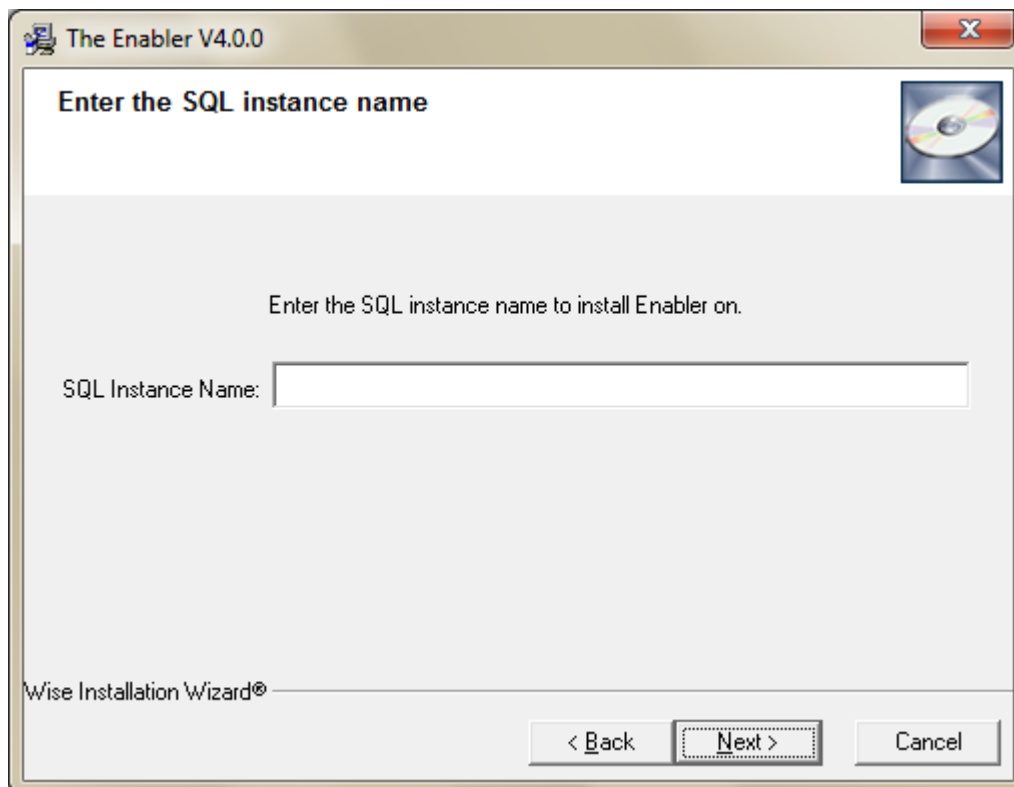 The Enabler V4.0.0
Enter the SQL instance name
Enter the SQL instance name to install Enabler on.
SQL Instance Name:
Wise Installation Wizard®
< Back Next > Cancel